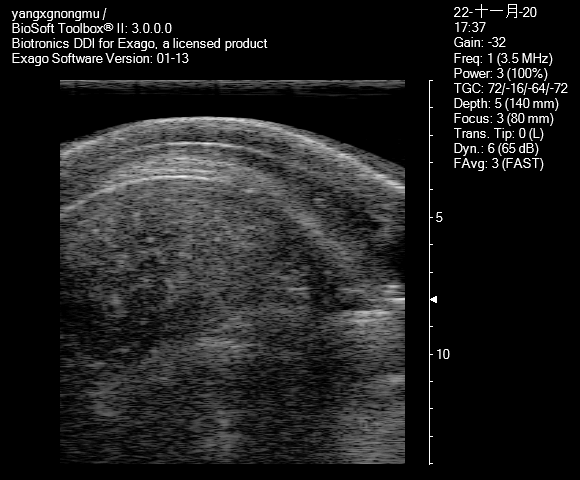 yangxgnongmu /
BioSoft Toolbox® II: 3.0.0.0
Biotronics DDI for Exago, a licensed product
Exago Software Version: 01-13
22-十一月-20
17:37
Gain: -32
Freq: 1 (3.5 MHz)
Power: 3 (100%)
TGC: 72/-16/-64/-72
Depth: 5 (140 mm)
Focus: 3 (80 mm)
Trans. Tip: 0 (L)
Dyn.: 6 (65 dB)
FAvg: 3 (FAST)
5
10